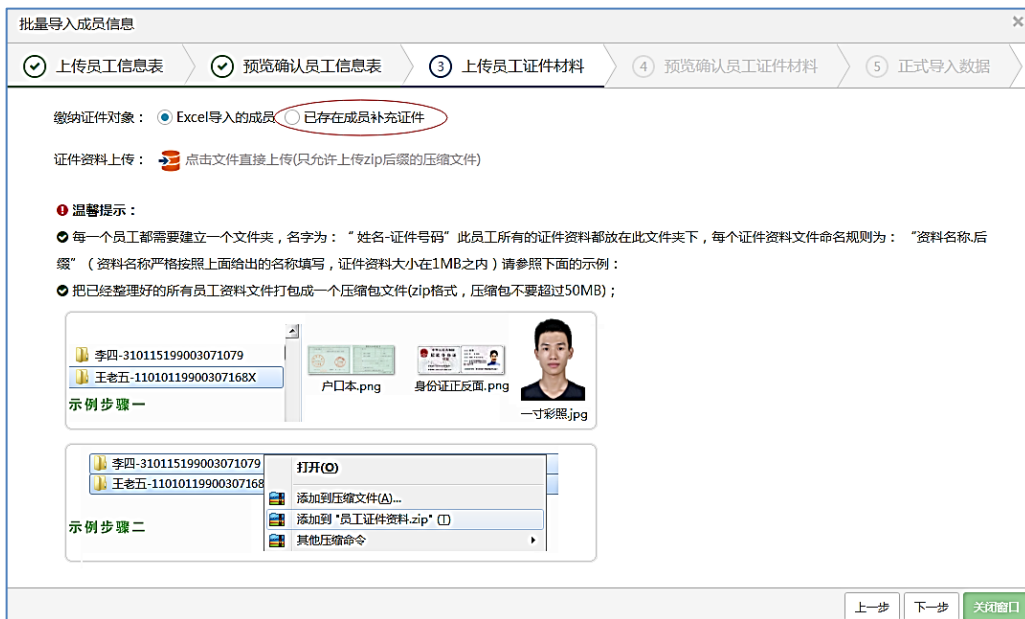 批量导入成员信息
上传员工信息表
预览确认员工信息表
3 上传员工证件材料
4 预览确认员工证件材料
5 正式导入数据
缴纳证件对象： Excel导入的成员 已存在成员补充证件
证件资料上传： 点击文件直接上传(只允许上传zip后缀的压缩文件)
温馨提示：
每一个员工都需要建立一个文件夹，名字为：“姓名-证件号码”此员工所有的证件资料都放在此文件夹下，每个证件资料文件命名规则为：“资料名称.后
缀”（资料名称严格按照上面给出的名称填写，证件资料大小在1MB之内）请参照下面的示例：
把已经整理好的所有员工资料文件打包成一个压缩包文件(zip格式，压缩包不要超过50MB)；
李四-310115199003071079
王老五-11010119900307168X
示例步骤一
户口本.png
身份证正反面.png
一寸彩照.jpg
李四-310115199003071079
王老五-11010119900307168
示例步骤二
打开(O)
添加到压缩文件(A)...
添加到 "员工证件资料.zip" (T)
其他压缩命令
上一步
下一步
关闭窗口